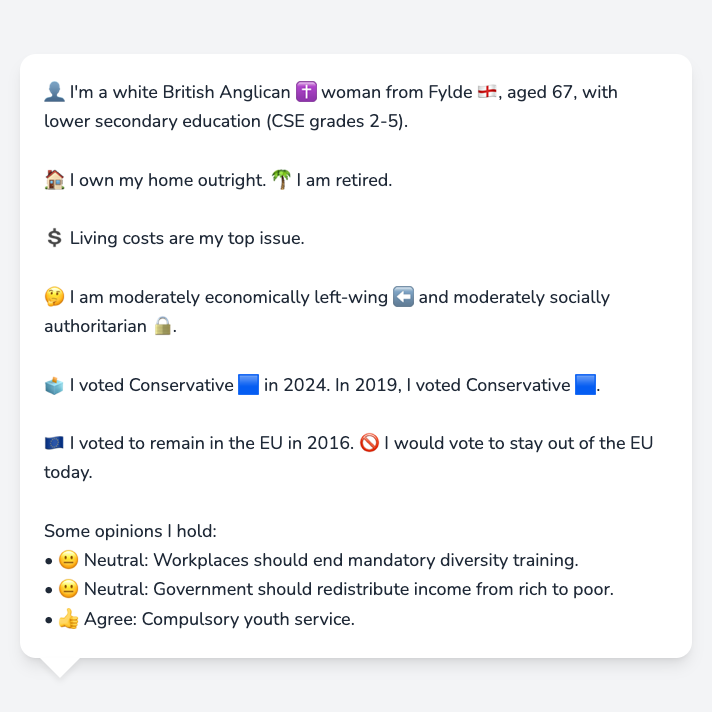 👤 I'm a white British Anglican ✝️ woman from Fylde 🏴󠁧󠁢󠁥󠁮󠁧󠁿, aged 67, with
lower secondary education (CSE grades 2-5).
🏠 I own my home outright. 🌴 I am retired.
💲 Living costs are my top issue.
🤔 I am moderately economically left-wing ⬅️ and moderately socially
authoritarian 🔒.
🗳️ I voted Conservative 🟦 in 2024. In 2019, I voted Conservative 🟦.
🇪🇺 I voted to remain in the EU in 2016. 🚫 I would vote to stay out of the EU
today.
Some opinions I hold:
• 😐 Neutral: Workplaces should end mandatory diversity training.
• 😐 Neutral: Government should redistribute income from rich to poor.
• 👍 Agree: Compulsory youth service.